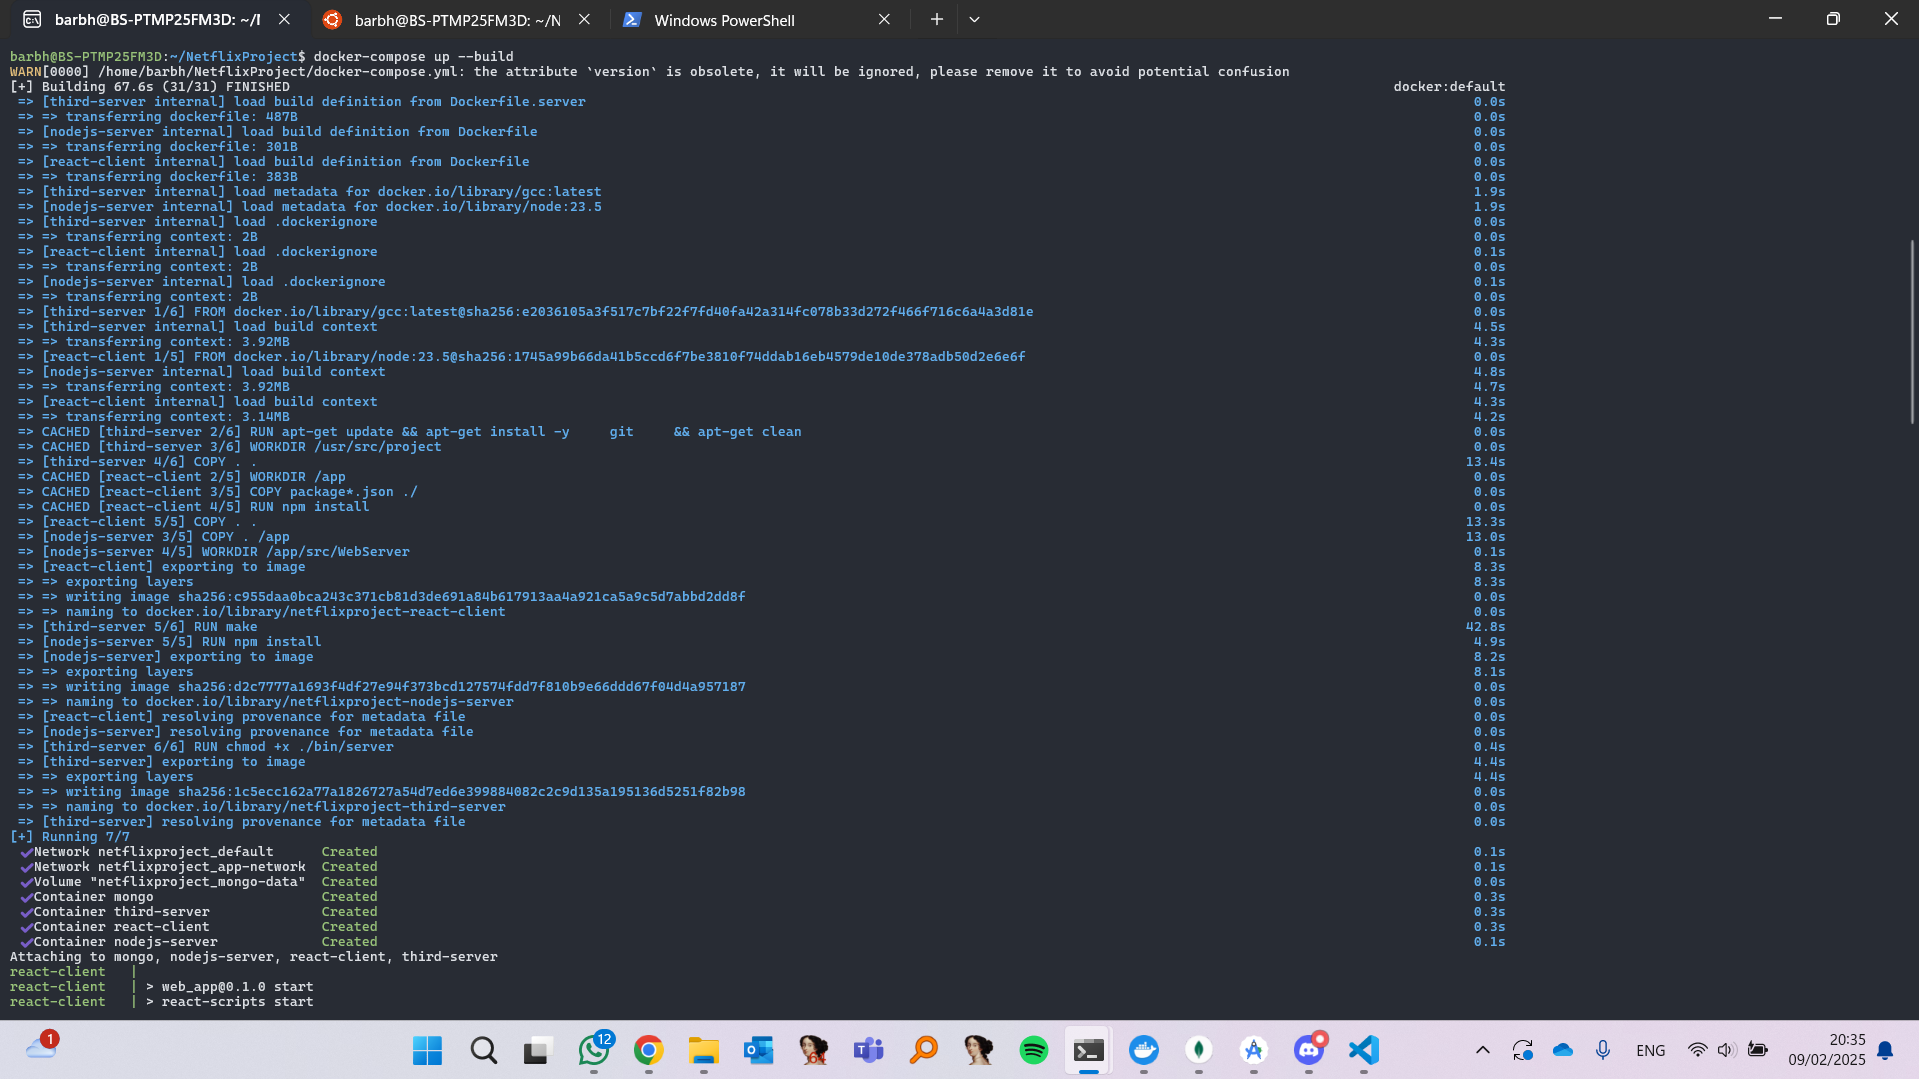 barbh@BS-PTMP25FM3D: ~/I
barbh@BS-PTMP25FM3D: ~/N
Windows PowerShell
barbh@BS-PTMP25FM3D:~/NetflixProject$ docker-compose up --build
WARN[0000] /home/barbh/NetflixProject/docker-compose.yml: the attribute `version` is obsolete, it will be ignored, please remove it to avoid potential confusion
[+] Building 67.6s (31/31) FINISHED docker:default
=> [third-server internal] load build definition from Dockerfile.server 0.0s
=> => transferring dockerfile: 487B 0.0s
=> [nodejs-server internal] load build definition from Dockerfile 0.0s
=> => transferring dockerfile: 301B 0.0s
=> [react-client internal] load build definition from Dockerfile 0.0s
=> => transferring dockerfile: 383B 0.0s
=> [third-server internal] load metadata for docker.io/library/gcc:latest 1.9s
=> [nodejs-server internal] load metadata for docker.io/library/node:23.5 1.9s
=> [third-server internal] load .dockerignore 0.0s
=> => transferring context: 2B 0.0s
=> [react-client internal] load .dockerignore 0.1s
=> => transferring context: 2B 0.0s
=> [nodejs-server internal] load .dockerignore 0.1s
=> => transferring context: 2B 0.0s
=> [third-server 1/6] FROM docker.io/library/gcc:latest@sha256:e2036105a3f517c7bf22f7fd40fa42a314fc078b33d272f466f716c6a4a3d81e 0.0s
=> [third-server internal] load build context 4.5s
=> => transferring context: 3.92MB 4.3s
=> [react-client 1/5] FROM docker.io/library/node:23.5@sha256:1745a99b66da41b5ccd6f7be3810f74ddab16eb4579de10de378adb50d2e6e6f 0.0s
=> [nodejs-server internal] load build context 4.8s
=> => transferring context: 3.92MB 4.7s
=> [react-client internal] load build context 4.3s
=> => transferring context: 3.14MB 4.2s
=> CACHED [third-server 2/6] RUN apt-get update && apt-get install -y     git     && apt-get clean 0.0s
=> CACHED [third-server 3/6] WORKDIR /usr/src/project 0.0s
=> [third-server 4/6] COPY . . 13.4s
=> CACHED [react-client 2/5] WORKDIR /app 0.0s
=> CACHED [react-client 3/5] COPY package*.json ./ 0.0s
=> CACHED [react-client 4/5] RUN npm install 0.0s
=> [react-client 5/5] COPY . . 13.3s
=> [nodejs-server 3/5] COPY . /app 13.0s
=> [nodejs-server 4/5] WORKDIR /app/src/WebServer 0.1s
=> [react-client] exporting to image 8.3s
=> => exporting layers 8.3s
=> => writing image sha256:c955daa0bca243c371cb81d3de691a84b617913aa4a921ca5a9c5d7abbd2dd8f 0.0s
=> => naming to docker.io/library/netflixproject-react-client 0.0s
=> [third-server 5/6] RUN make 42.8s
=> [nodejs-server 5/5] RUN npm install 4.9s
=> [nodejs-server] exporting to image 8.2s
=> => exporting layers 8.1s
=> => writing image sha256:d2c7777a1693f4df27e94f373bcd127574fdd7f810b9e66ddd67f04d4a957187 0.0s
=> => naming to docker.io/library/netflixproject-nodejs-server 0.0s
=> [react-client] resolving provenance for metadata file 0.0s
=> [nodejs-server] resolving provenance for metadata file 0.0s
=> [third-server 6/6] RUN chmod +x ./bin/server 0.4s
=> [third-server] exporting to image 4.4s
=> => exporting layers 4.4s
=> => writing image sha256:1c5ecc162a77a1826727a54d7ed6e399884082c2c9d135a195136d5251f82b98 0.0s
=> => naming to docker.io/library/netflixproject-third-server 0.0s
=> [third-server] resolving provenance for metadata file 0.0s
[+] Running 7/7
✔Network netflixproject_default Created 0.1s
✔Network netflixproject_app-network Created 0.1s
✔Volume "netflixproject_mongo-data" Created 0.0s
✔Container mongo Created 0.3s
✔Container third-server Created 0.3s
✔Container react-client Created 0.3s
✔Container nodejs-server Created 0.1s
Attaching to mongo, nodejs-server, react-client, third-server
react-client |
react-client | > web_app@0.1.0 start
react-client | > react-scripts start
1
12
64
ENG
20:35
09/02/2025